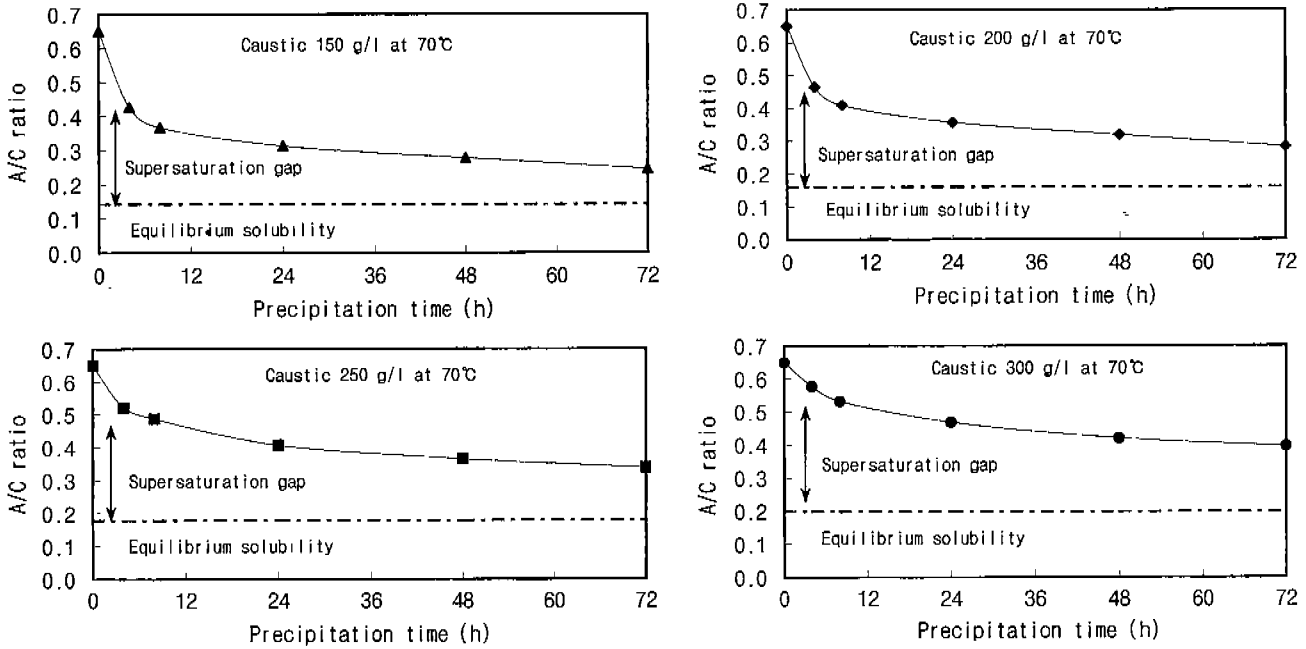 Caustic 150 g/l at 70℃
A/C ratio
0.7
0.6
0.5
0.4
0.3
0.2
0.1
0.0
Supersaturation gap
Equilibrium solubility
0 12 24 36 48 60 72
Precipitation time (h)
Caustic 200 g/l at 70℃
A/C ratio
0.7
0.6
0.5
0.4
0.3
0.2
0.1
0.0
Supersaturation gap
Equilibrium solubility
0 12 24 36 48 60 72
Precipitation time (h)
Caustic 250 g/l at 70℃
A/C ratio
0.7
0.6
0.5
0.4
0.3
0.2
0.1
0.0
Supersaturation gap
Equilibrium solubility
0 12 24 36 48 60 72
Precipitation time (h)
Caustic 300 g/l at 70℃
A/C ratio
0.7
0.6
0.5
0.4
0.3
0.2
0.1
0.0
Supersaturation gap
Equilibrium solubility
0 12 24 36 48 60 72
Precipitation time (h)